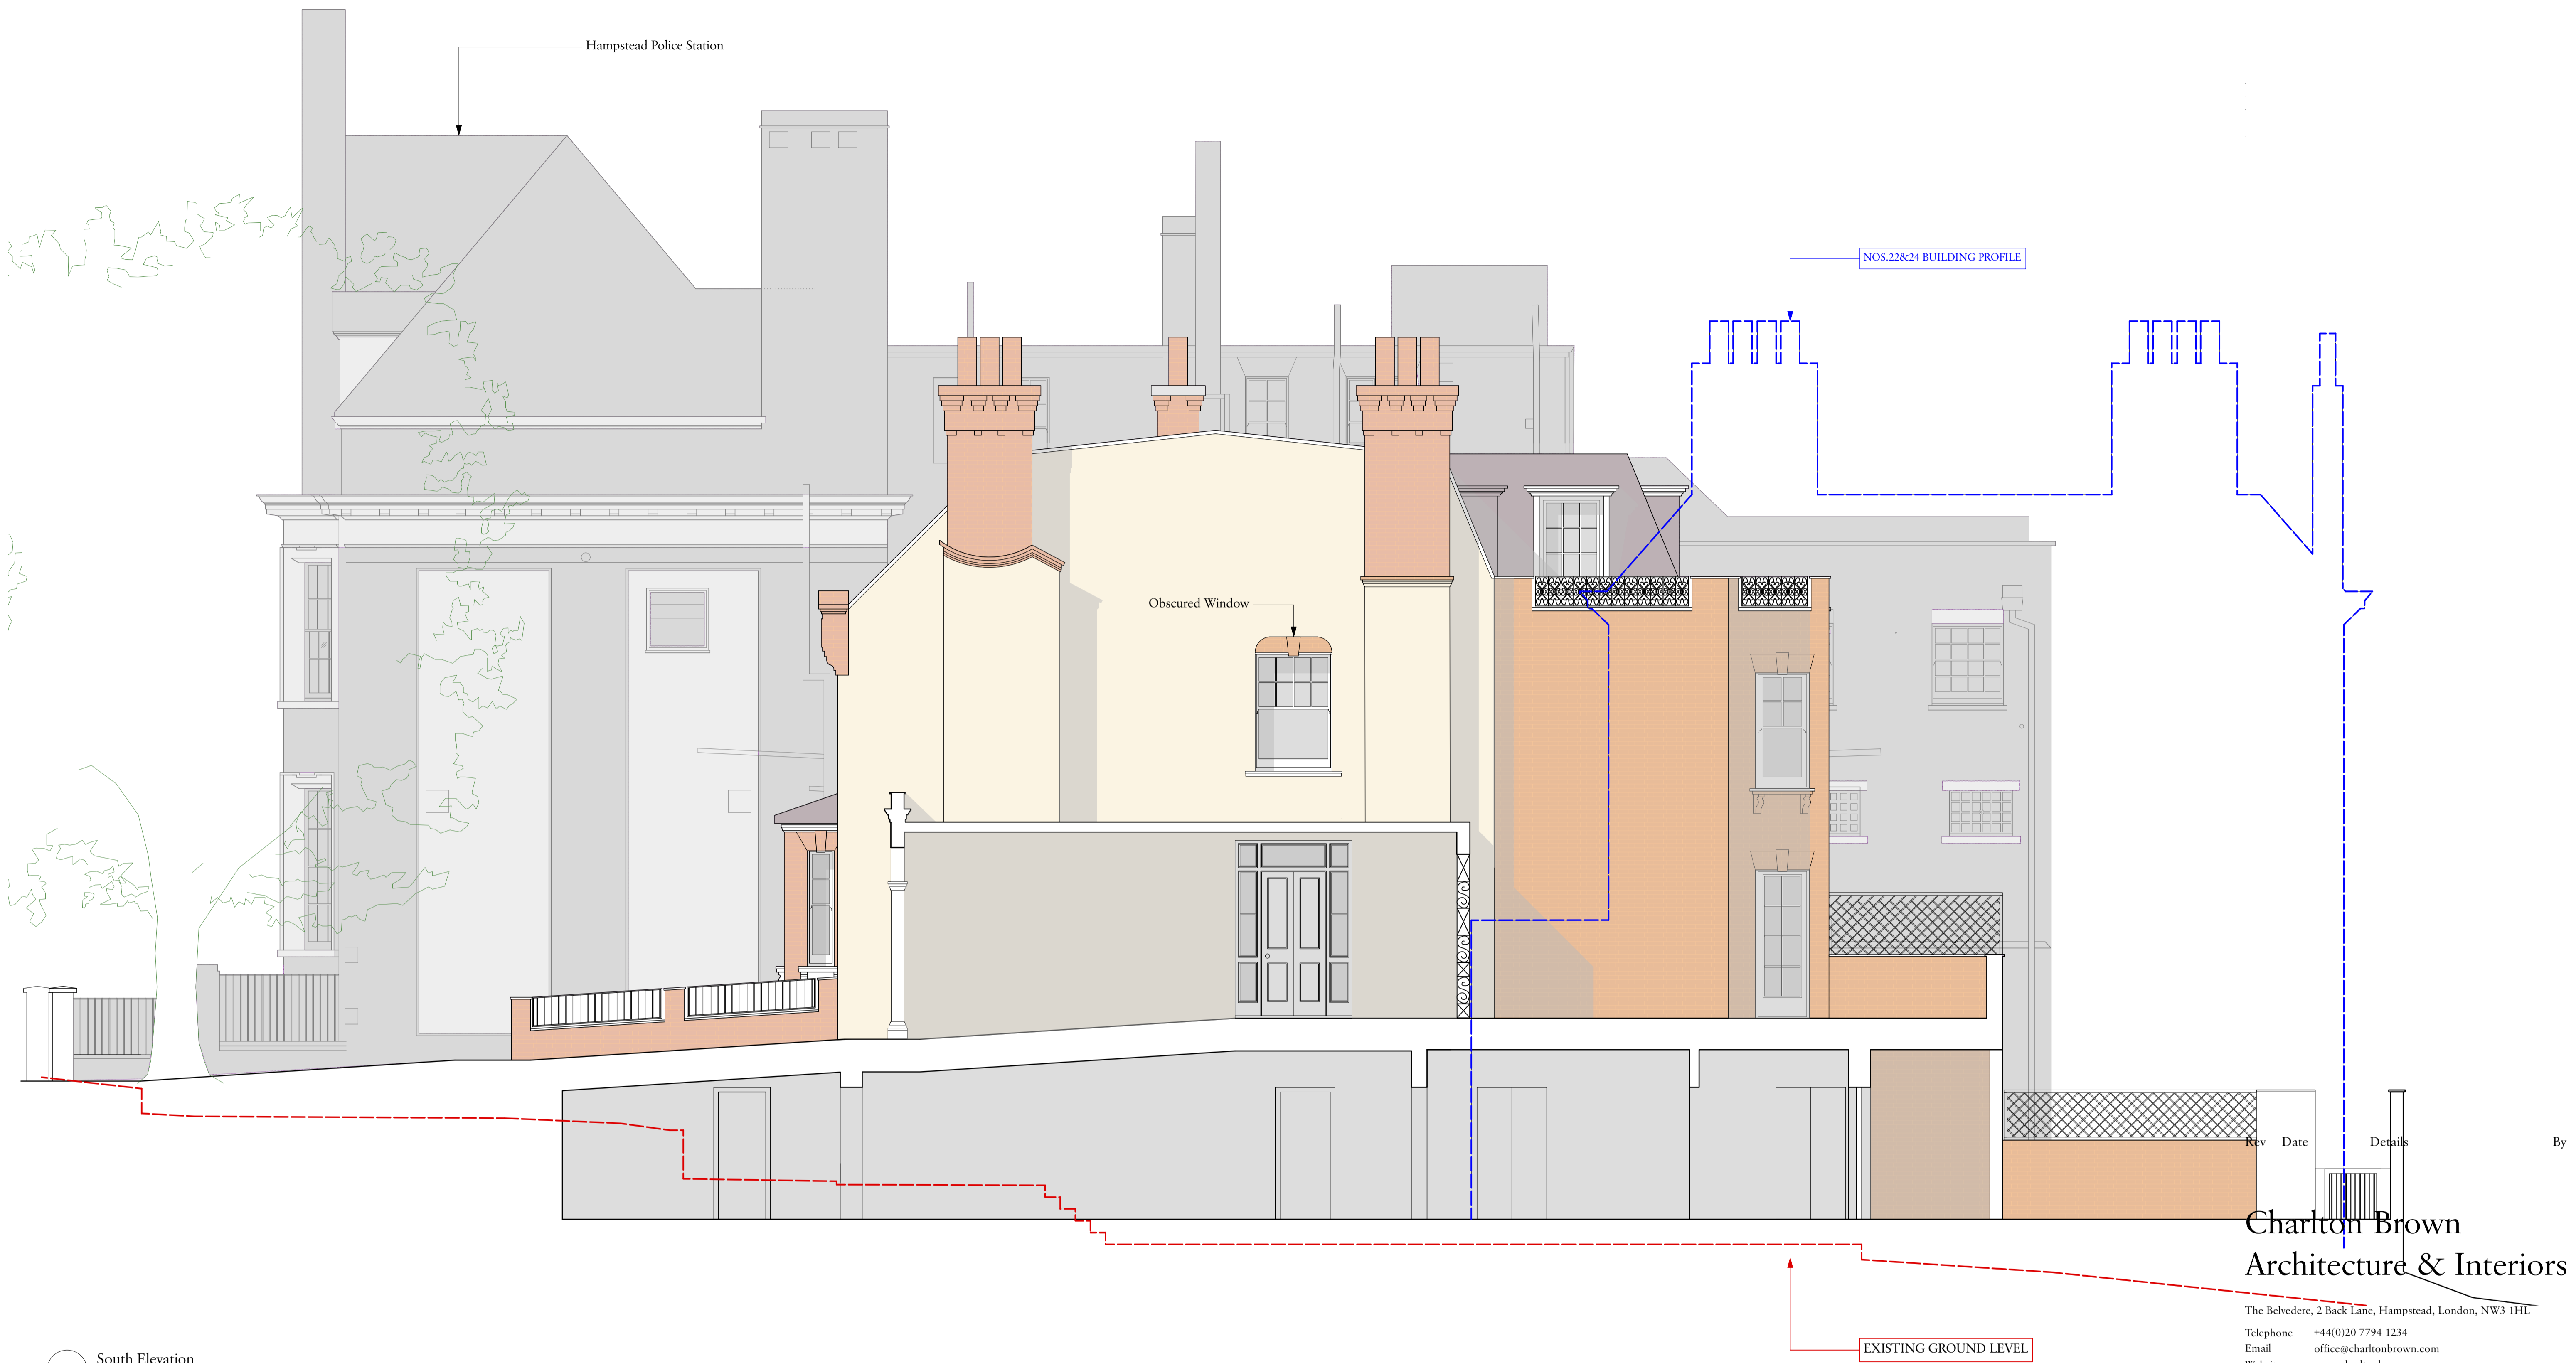 Hampstead Police Station
NOS.22&24 BUILDING PROFILE
Obscured Window
Rev Date Details By
Charlton Brown
Architecture & Interiors
The Belvedere, 2 Back Lane, Hampstead, London, NW3 1HL
Telephone +44(0)20 7794 1234
Email office@charltonbrown.com
EXISTING GROUND LEVEL
South Elevation